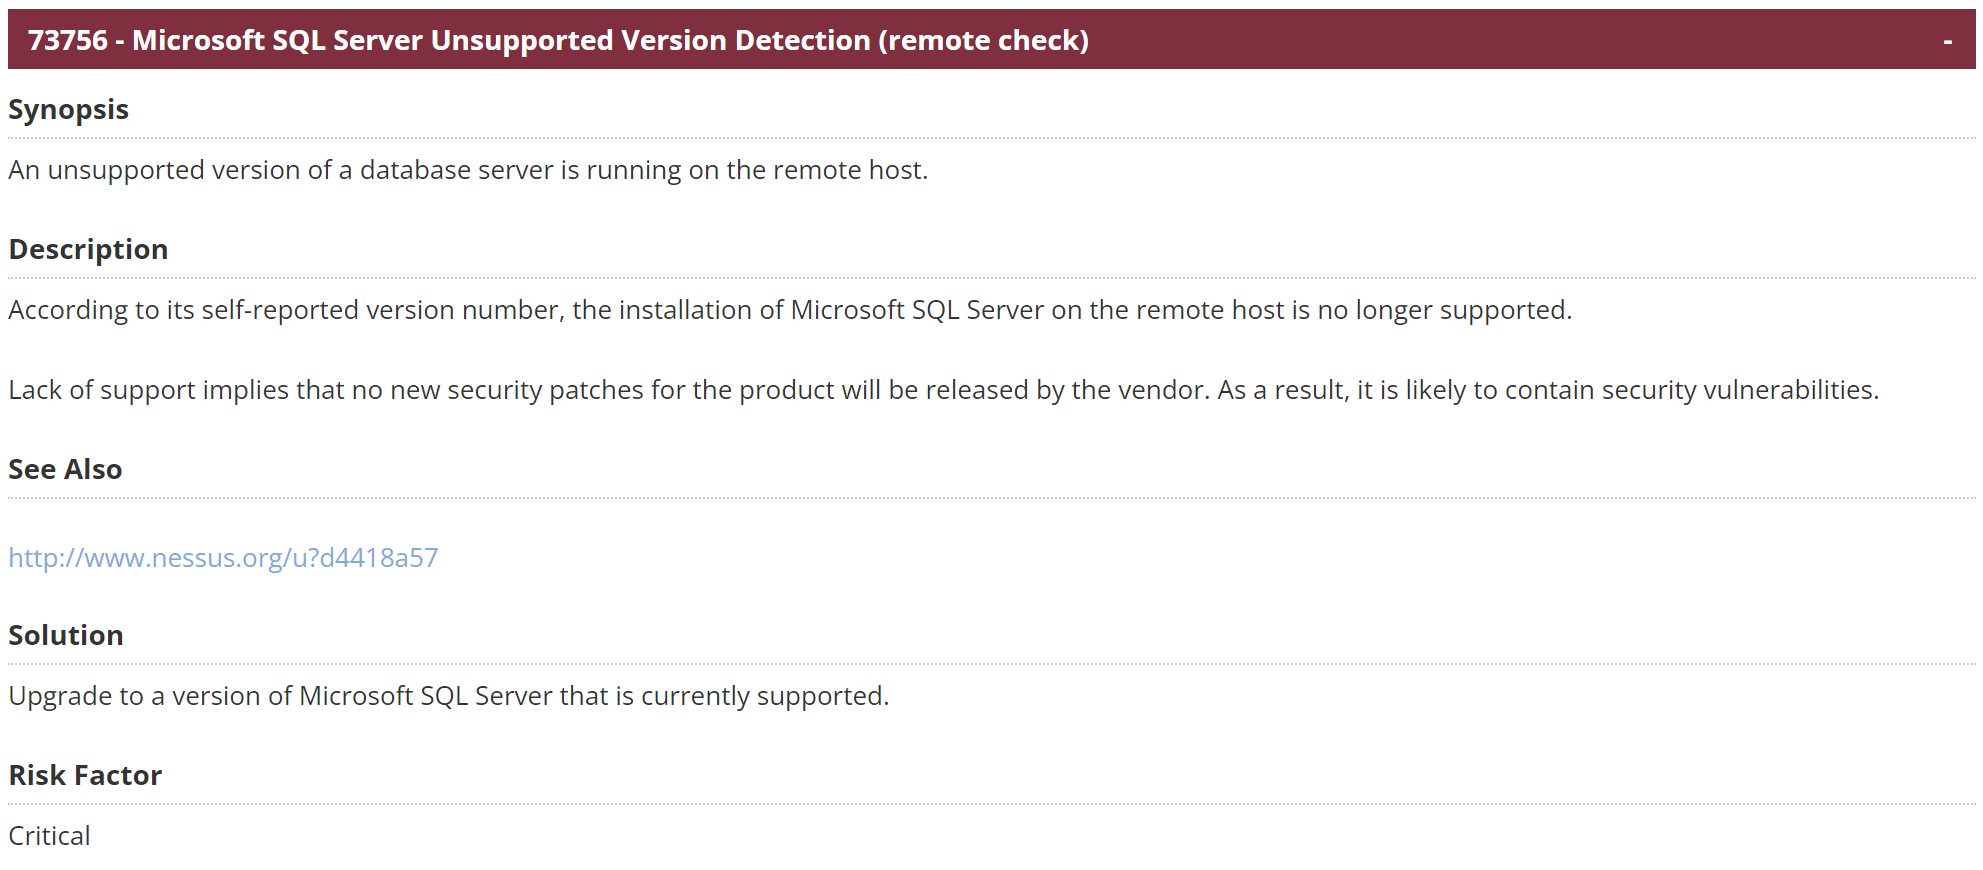 73756 - Microsoft SQL Server Unsupported Version Detection (remote check) -
Synopsis
An unsupported version of a database server is running on the remote host.
Description
According to its self-reported version number, the installation of Microsoft SQL Server on the remote host is no longer supported.
Lack of support implies that no new security patches for the product will be released by the vendor. As a result, it is likely to contain security vulnerabilities.
See Also
http://www.nessus.org/u?d4418a57
Solution
Upgrade to a version of Microsoft SQL Server that is currently supported.
Risk Factor
Critical